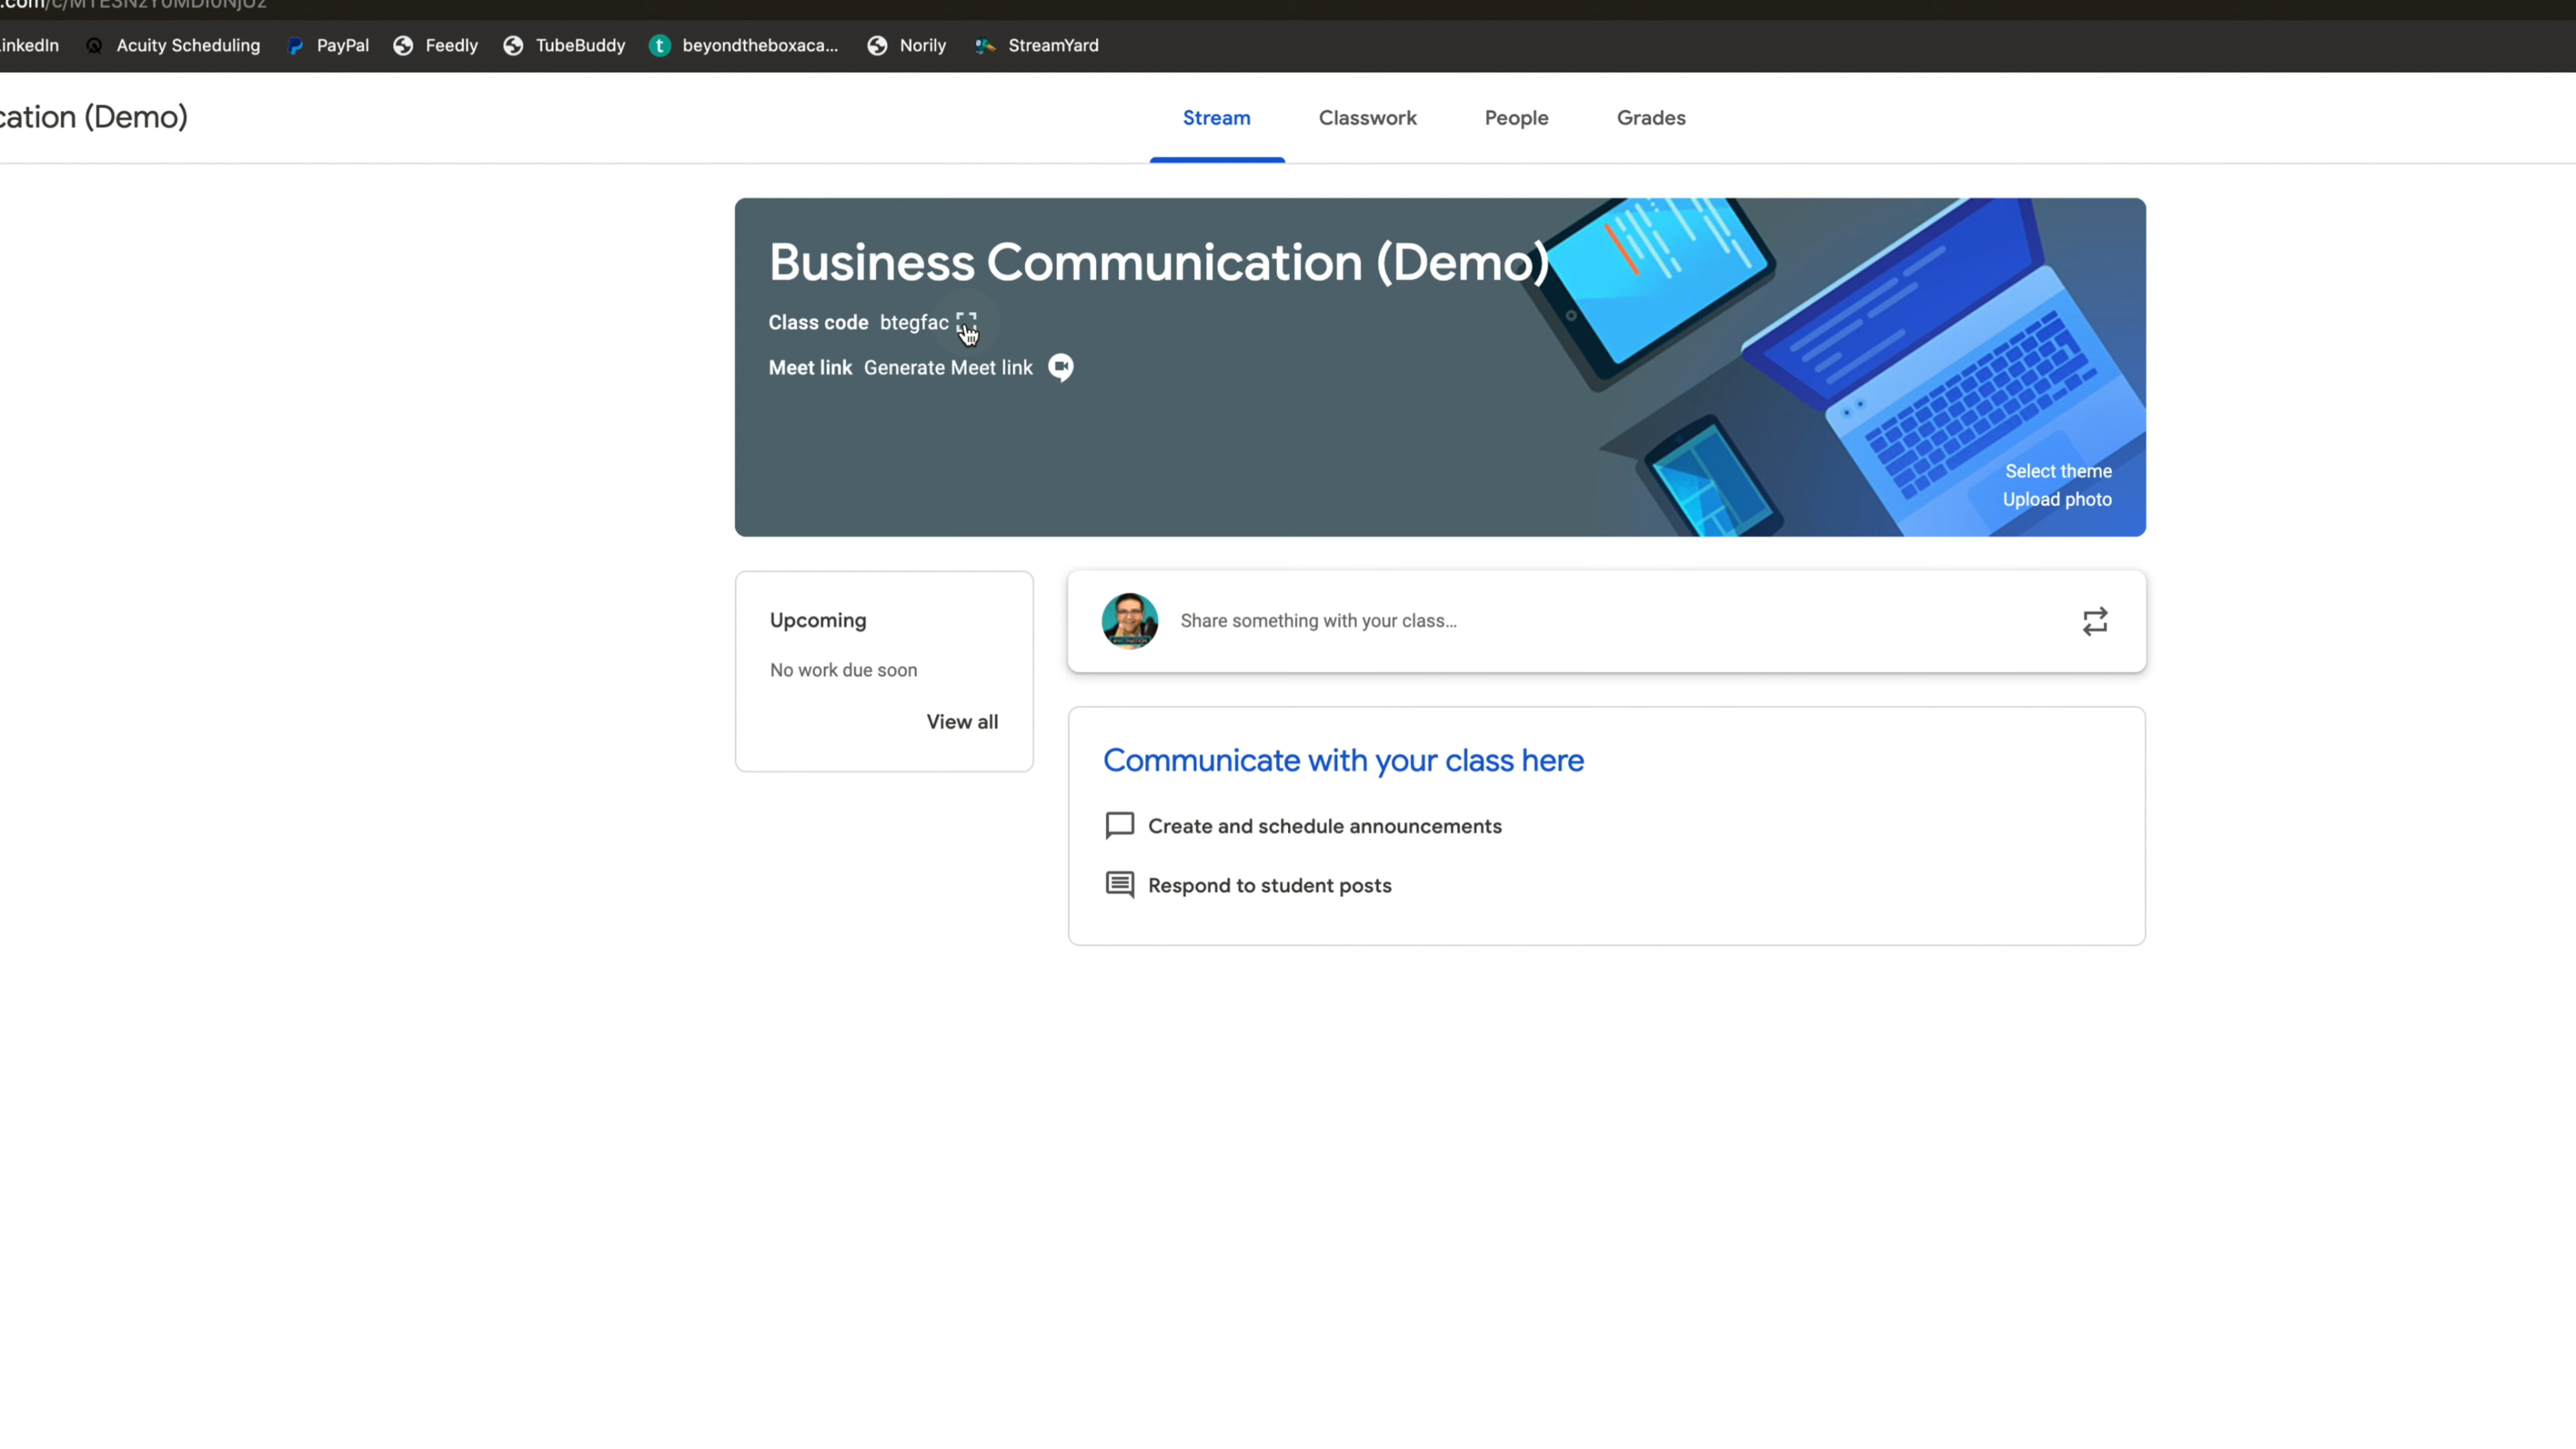 inkedIn Acuity Scheduling PayPal Feedly TubeBuddy beyondtheboxaca... Norily StreamYard
cation (Demo) Stream Classwork People Grades
Business Communication (Demo)
Class code btegfac
Meet link Generate Meet link
Select theme
Upload photo
Upcoming
No work due soon
View all
Share something with your class...
Communicate with your class here
Create and schedule announcements
Respond to student posts